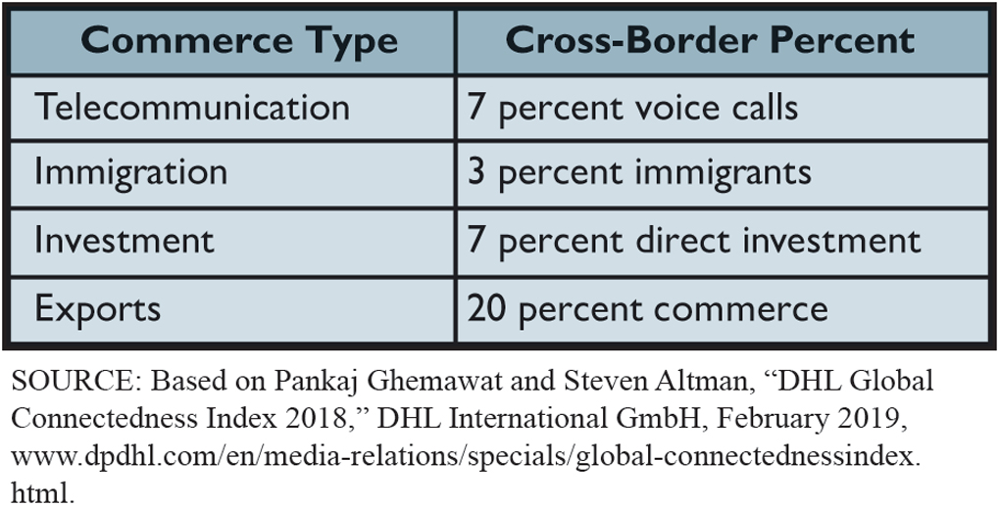 Commerce Type Cross-Border Percent
Telecommunication 7 percent voice calls
Immigration 3 percent immigrants
Investment 7 percent direct investment
Exports 20 percent commerce
SOURCE: Based on Pankaj Ghemawat and Steven Altman, “DHL Global
Connectedness Index 2018,” DHL International GmbH, February 2019,
www.dpdhl.com/en/media-relations/specials/global-connectednessindex.
html.